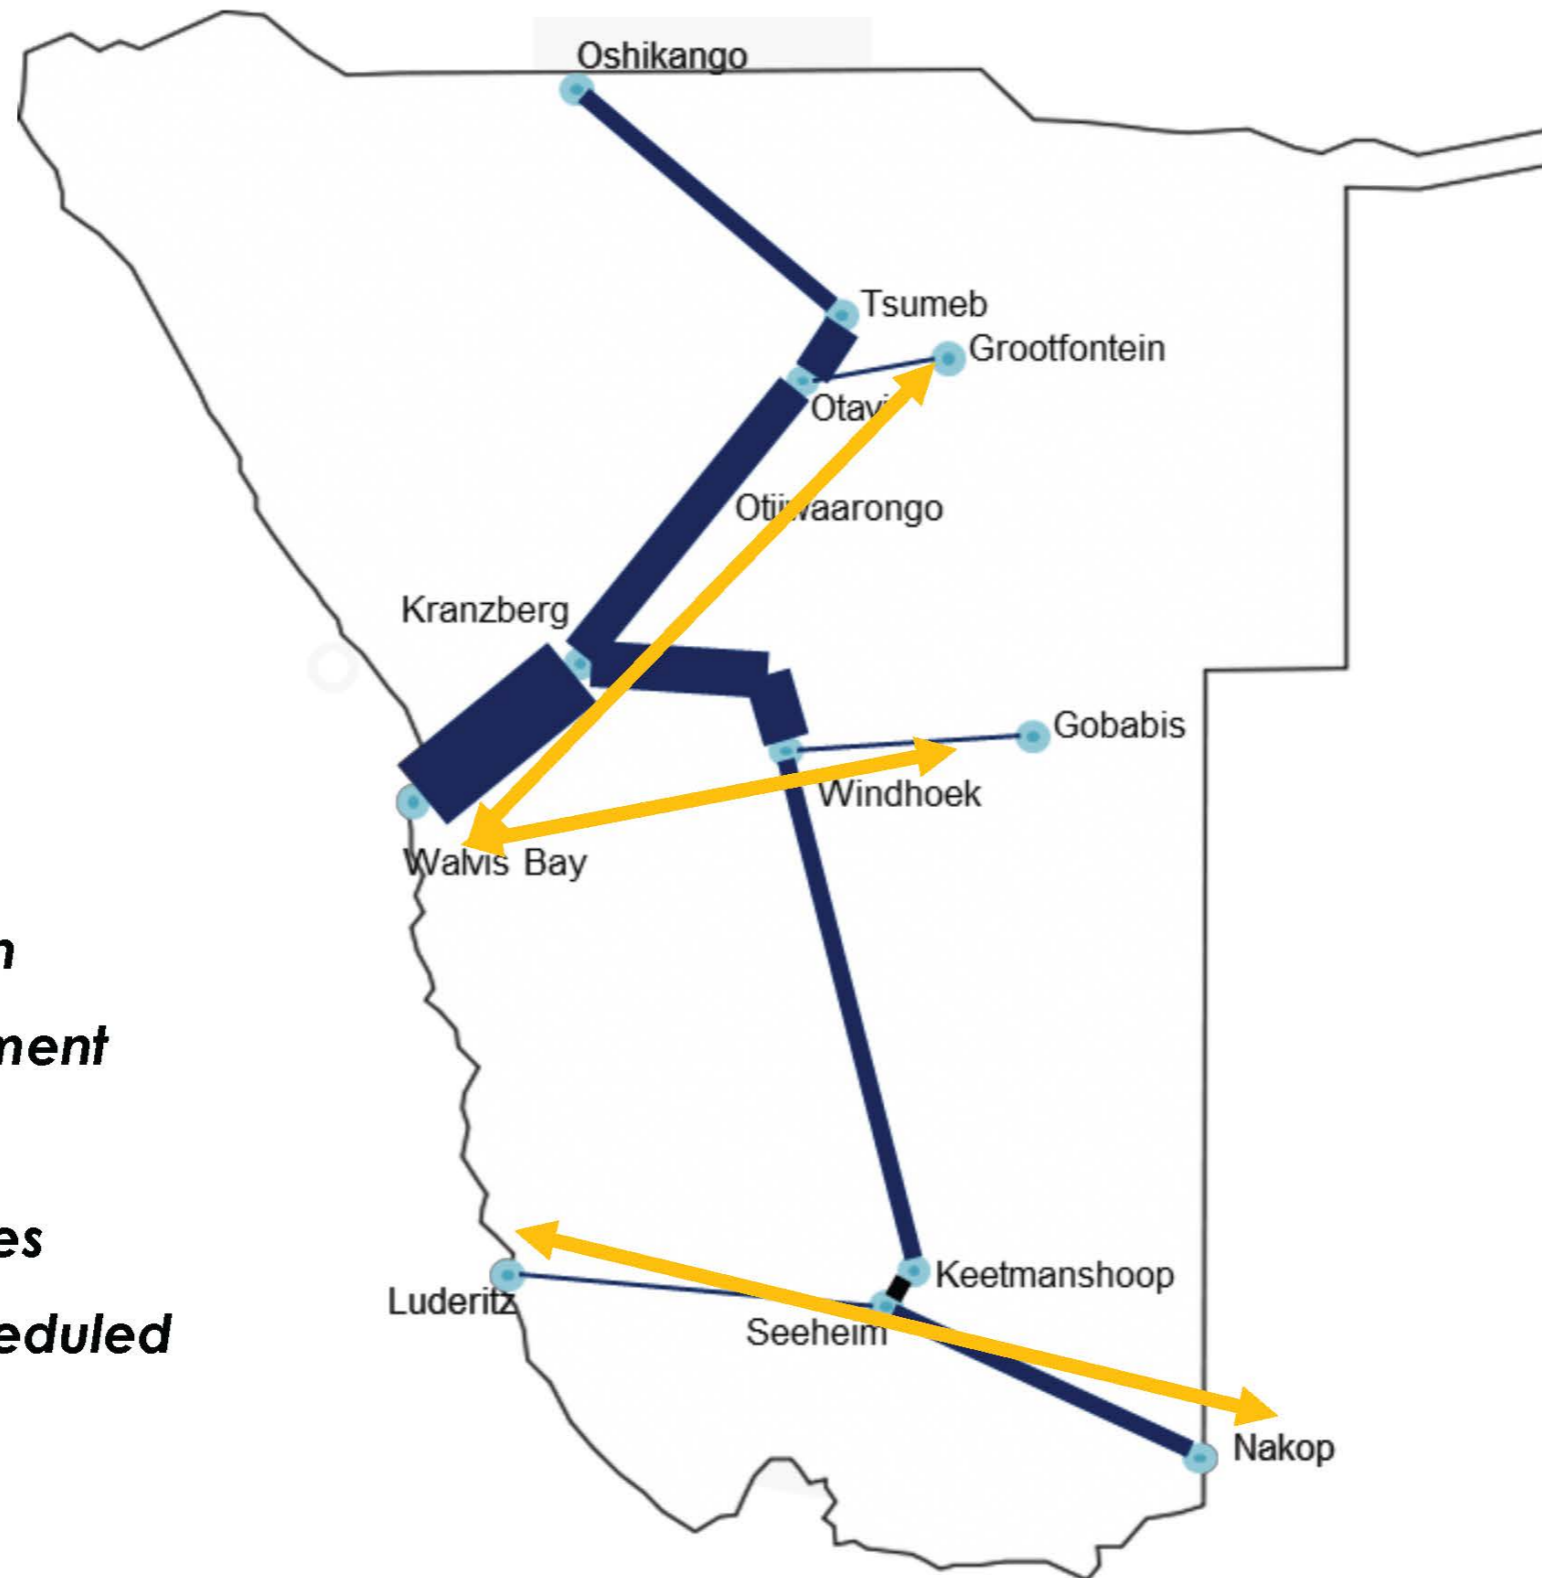 Oshikango
Tsumeb
Grootfontein
Otavi
Kranzberg
Gobabis
Windhoek
Walvis Bay
n
ment
es
eduled
Keetmanshoop
Luderitz
Seeheim
Nakop